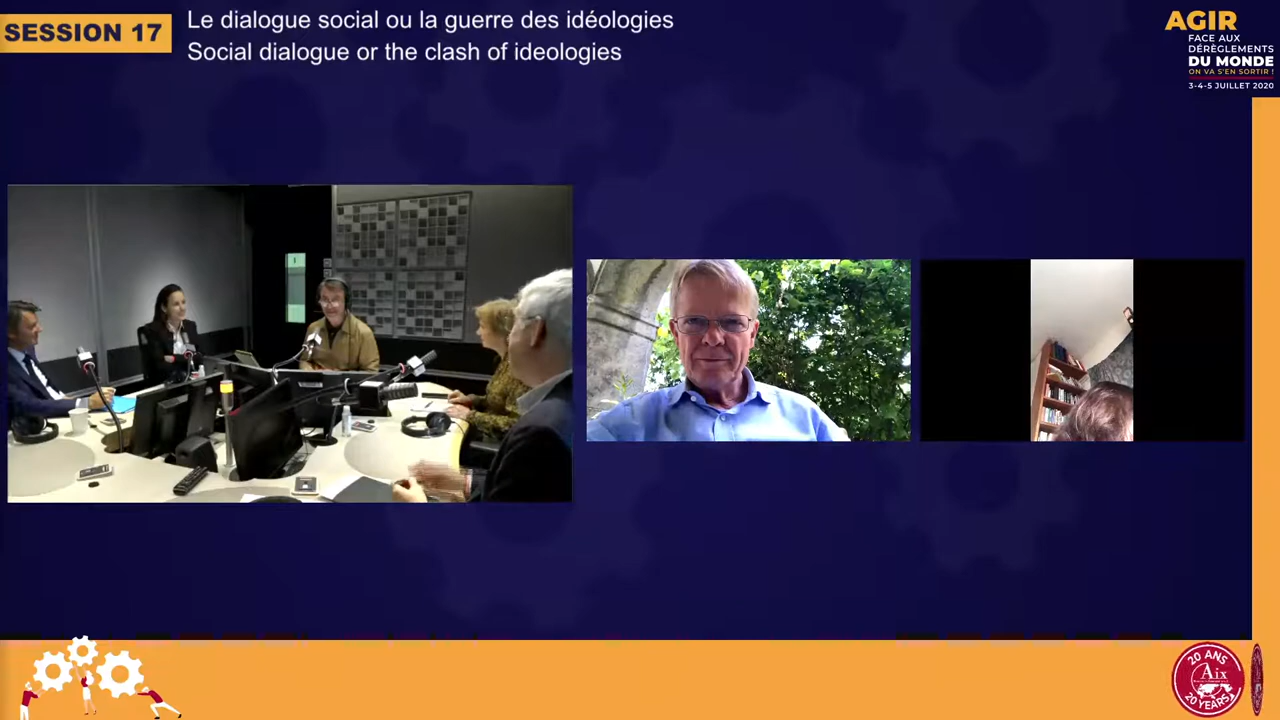 SESSION 17
Le dialogue social ou la guerre des idéologies
Social dialogue or the clash of ideologies
AGIR
FACE AUX
DÉRÈGLEMENTS
DU MONDE
ON VA S'EN SORTIR !
3-4-5 JUILLET 2020
20 ANS
Aix
20 YEARS